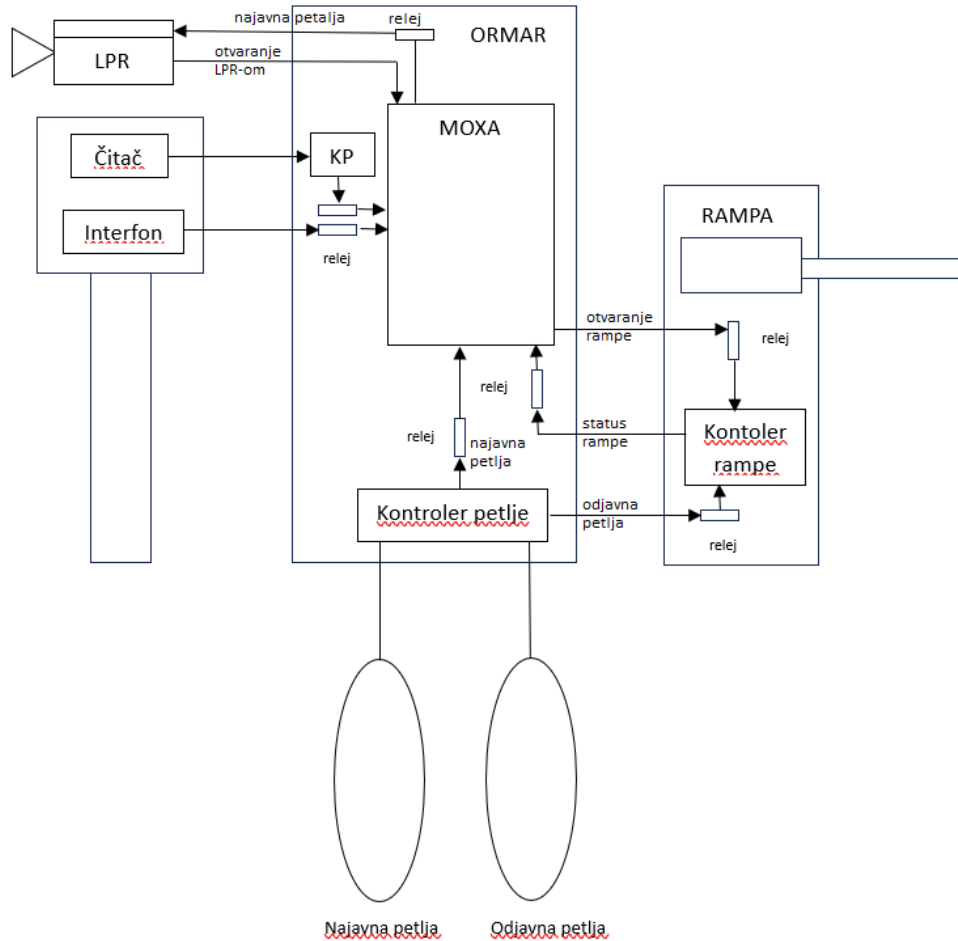 najavna petalja
relej
ORMAR
LPR
otvaranje
LPR-om
MOXA
Čitač
KP
Interfon
relej
RAMPA
otvaranje
rampe
relej
relej
status
rampe
Kontoler
rampe
relej
najavna
petlja
Kontroler petlje
odjavna
petlja
relej
Najavna petlja
Odjavna petlja